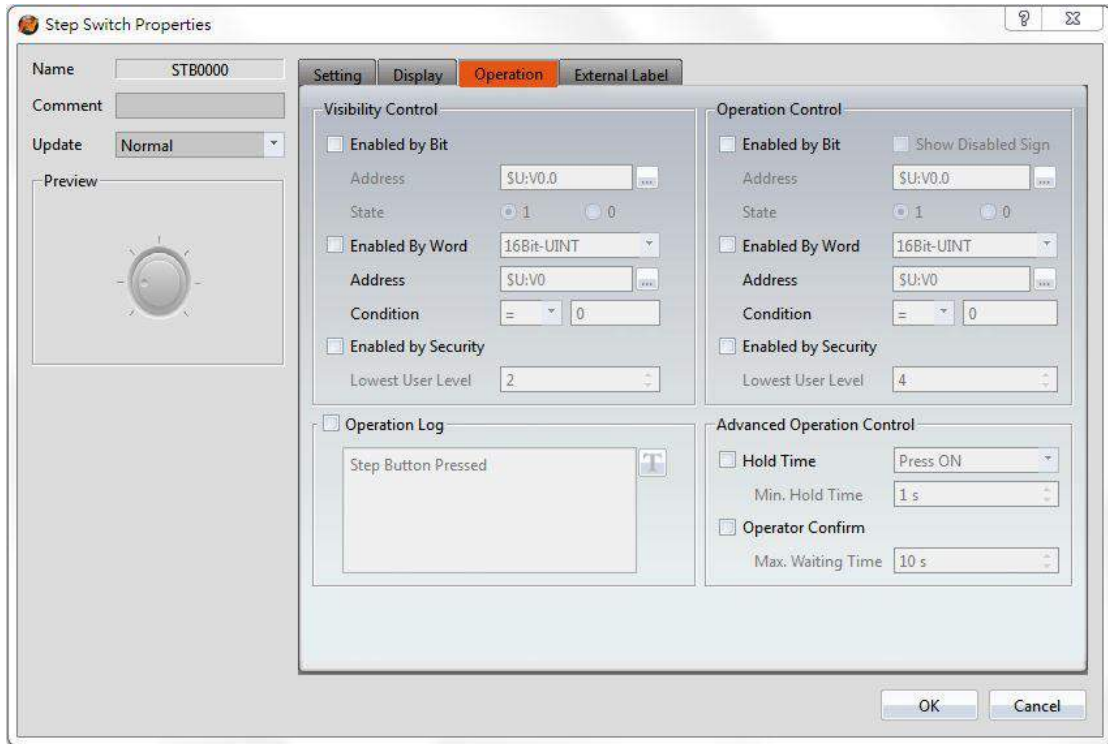 Step Switch Properties
Name STB0000
Comment
Update Normal
Preview
Setting Display Operation External Label
Visibility Control
Enabled by Bit
Address $U:V0.0 ...
State 1 0
Enabled By Word 16Bit-UINT
Address $U:V0 ...
Condition = 0
Enabled by Security
Lowest User Level 2
Operation Control
Enabled by Bit Show Disabled Sign
Address $U:V0.0 ...
State 1 0
Enabled By Word 16Bit-UINT
Address $U:V0 ...
Condition = 0
Enabled by Security
Lowest User Level 4
Operation Log
Step Button Pressed T
Advanced Operation Control
Hold Time Press ON
Min. Hold Time 1 s
Operator Confirm
Max. Waiting Time 10 s
OK Cancel